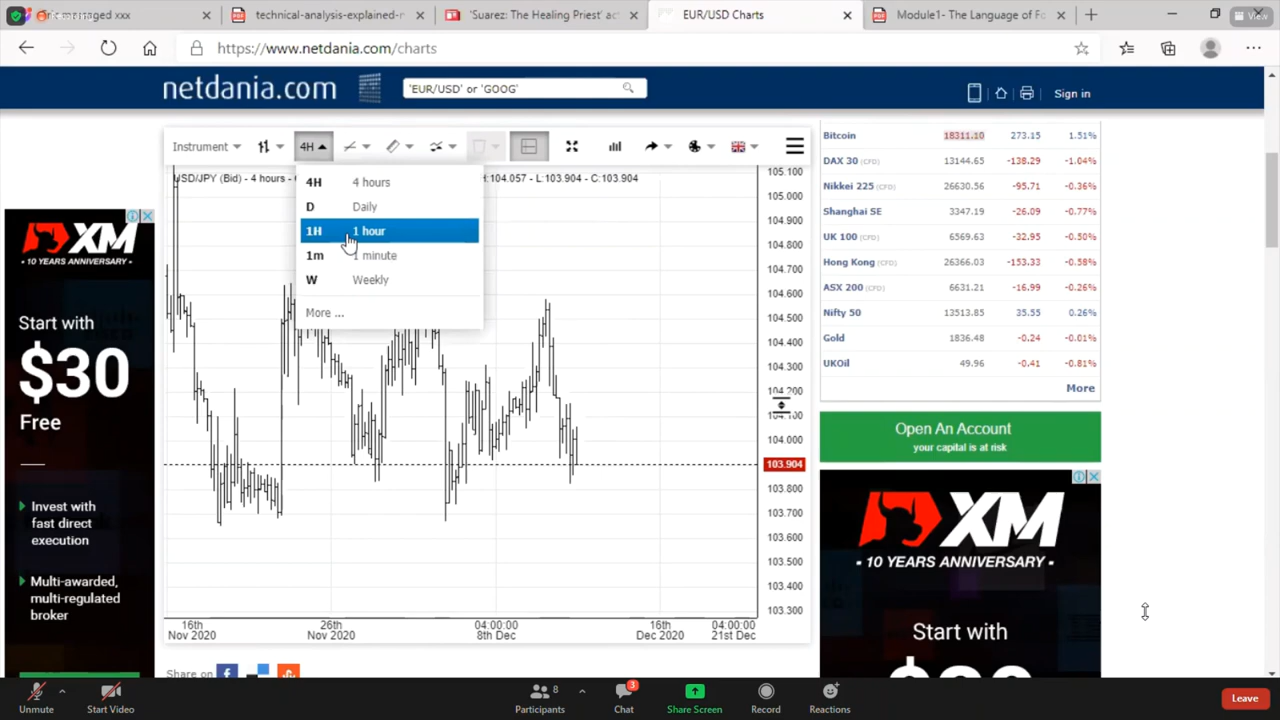 managed xxx
technical-analysis-explained-r
'Suarez: The Healing Priest' act
EUR/USD Charts
Module1- The Language of Fo
View
https://www.netdania.com/charts
netdania.com
'EUR/USD' or 'GOOG'
Sign in
Instrument
4H
USD/JPY (Bid) - 4 hours -
H:104.057 - L:103.904 - C:103.904
4H 4 hours
D Daily
1H 1 hour
1m 1 minute
W Weekly
More ...
105.100
105.000
104.900
104.800
104.700
104.600
104.500
104.400
104.300
104.200
104.100
104.000
103.904
103.800
103.700
103.600
103.500
103.400
103.300
16th
Nov 2020
26th
Nov 2020
04:00:00
8th Dec
16th
Dec 2020
04:00:00
21st Dec
Share on
Bitcoin 18311.10 273.15 1.51%
DAX 30 (CFD) 13144.65 -138.29 -1.04%
Nikkei 225 (CFD) 26630.56 -95.71 -0.36%
Shanghai SE 3347.19 -26.09 -0.77%
UK 100 (CFD) 6569.63 -32.95 -0.50%
Hong Kong (CFD) 26366.03 -153.33 -0.58%
ASX 200 (CFD) 6631.21 -16.99 -0.26%
Nifty 50 13513.85 35.55 0.26%
Gold 1836.48 -0.24 -0.01%
UKOil 49.96 -0.41 -0.81%
More
Open An Account
your capital is at risk
XM
10 YEARS ANNIVERSARY
Start with
$30
Free
Invest with
fast direct
execution
Multi-awarded,
multi-regulated
broker
XM
10 YEARS ANNIVERSARY
Start with
Unmute
Start Video
8
Participants
3
Chat
Share Screen
Record
Reactions
Leave